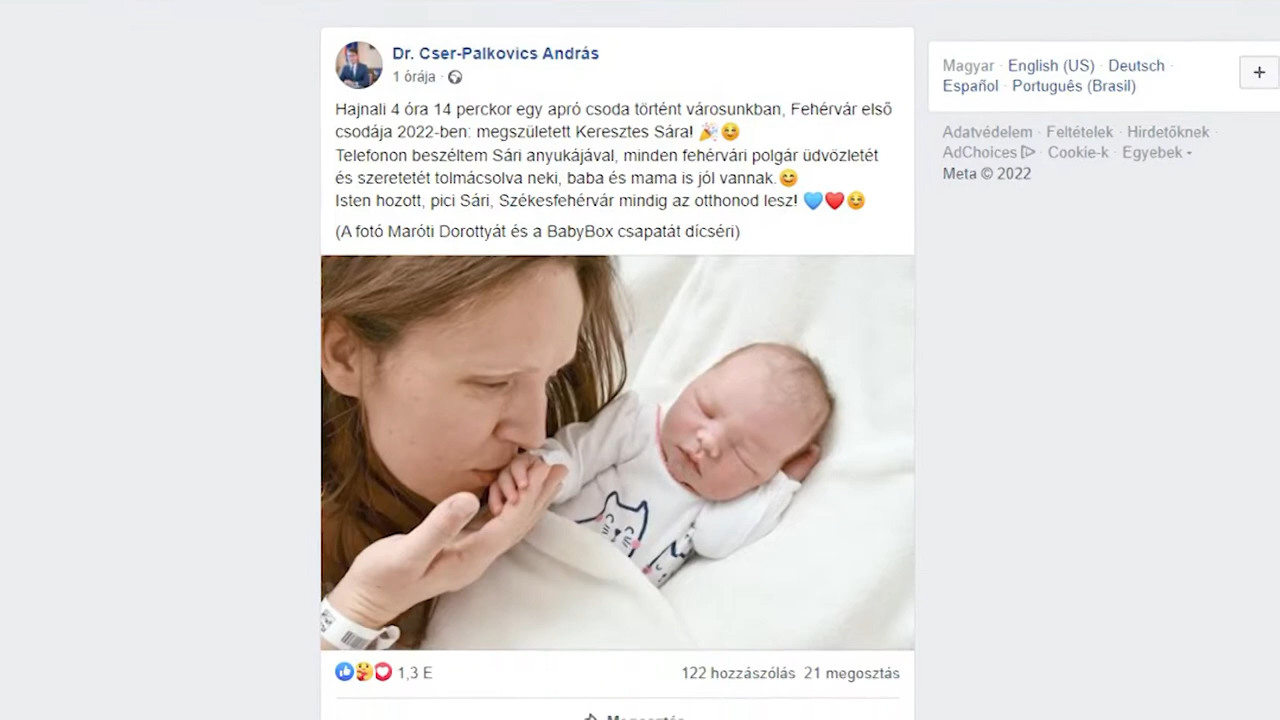 Dr. Cser-Palkovics András
1 órája ·
Hajnali 4 óra 14 perckor egy apró csoda történt városunkban, Fehérvár első
csodája 2022-ben: megszületett Keresztes Sára! 🎉😊
Telefonon beszéltem Sári anyukájával, minden fehérvári polgár üdvözletét
és szeretetét tolmácsolva neki, baba és mama is jól vannak.😊
Isten hozott, pici Sári, Székesfehérvár mindig az otthonod lesz! 💙❤️😊
(A fotó Maróti Dorottyát és a BabyBox csapatát dícséri)
1,3 E
122 hozzászólás 21 megosztás
Megosztás
Magyar · English (US) · Deutsch ·
Español · Português (Brasil)
+
Adatvédelem · Feltételek · Hirdetőknek ·
AdChoices · Cookie-k · Egyebek
Meta © 2022